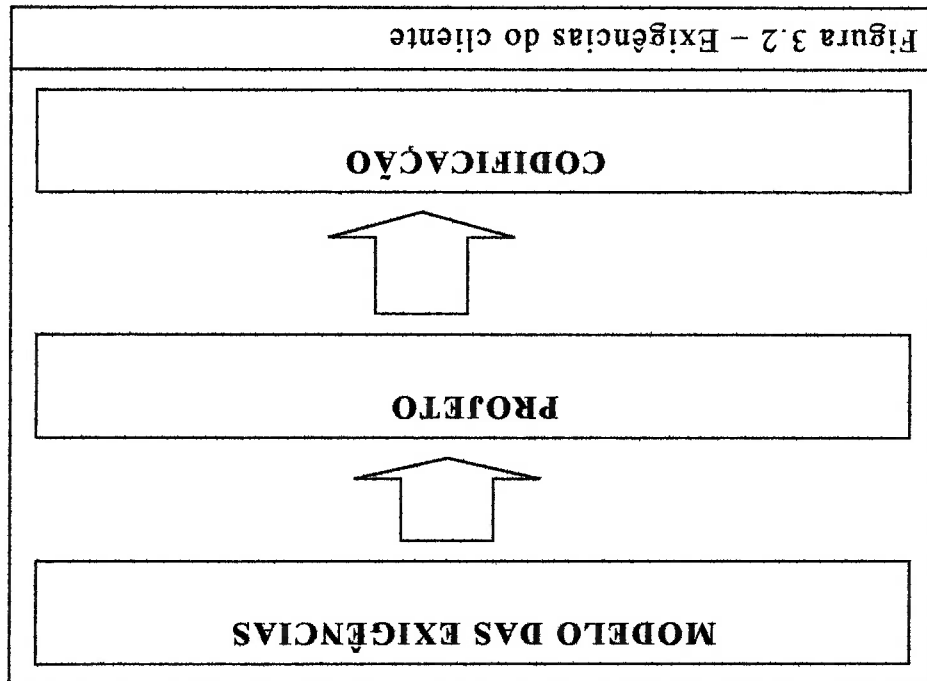 MODELO DAS EXIGÊNCIAS
PROJETO
CODIFICAÇÃO
Figura 3.2 – Exigências do cliente